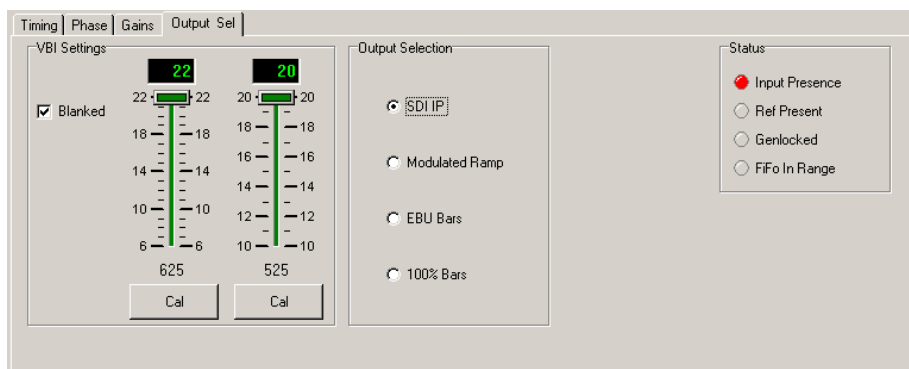 Timing Phase Gains Output Sel
VBI Settings
22 20
Blanked
22 22 20 20
18 18 18 18
16 16
14 14
14 14
10 10 12 12
6 6 10 10
625 525
Cal Cal
Output Selection
SDI IP
Modulated Ramp
EBU Bars
100% Bars
Status
Input Presence
Ref Present
Genlocked
FiFo In Range